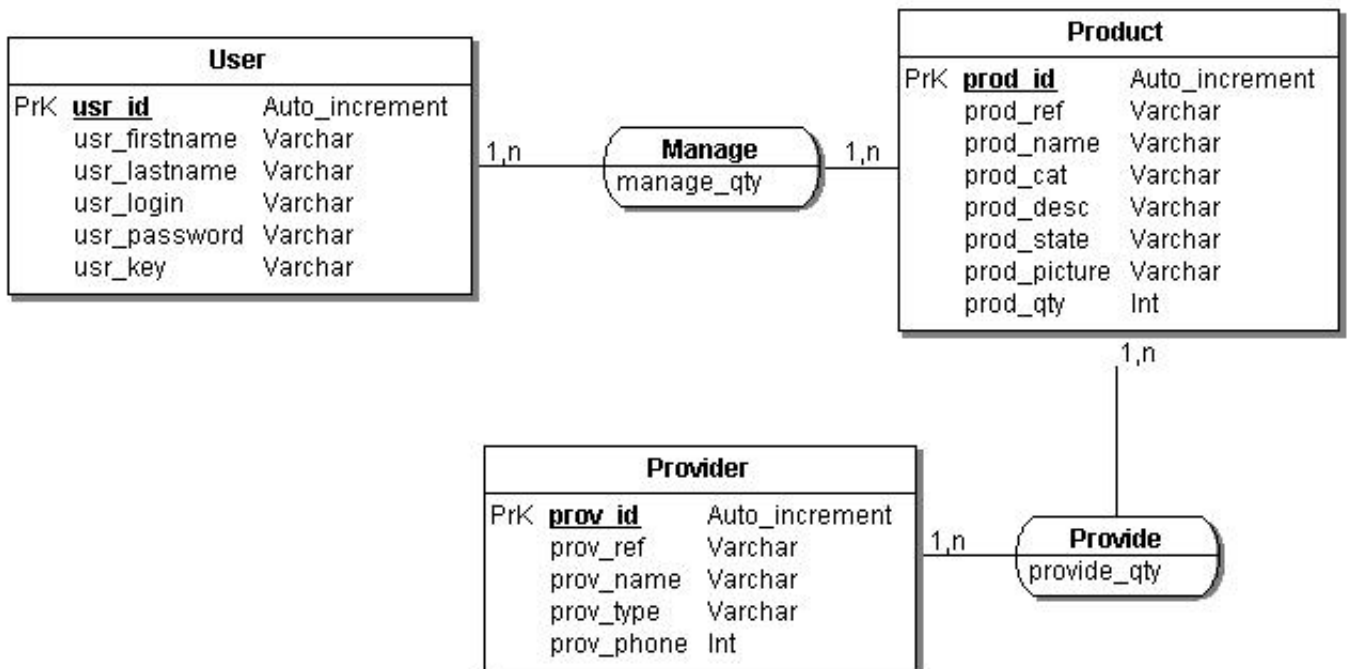 User
PrK usr_id Auto_increment
usr_firstname Varchar
usr_lastname Varchar
usr_login Varchar
usr_password Varchar
usr_key Varchar
1,n
Manage
manage_qty
1,n
Product
PrK prod_id Auto_increment
prod_ref Varchar
prod_name Varchar
prod_cat Varchar
prod_desc Varchar
prod_state Varchar
prod_picture Varchar
prod_qty Int
1,n
Provider
PrK prov_id Auto_increment
prov_ref Varchar
prov_name Varchar
prov_type Varchar
prov_phone Int
1,n
Provide
provide_qty